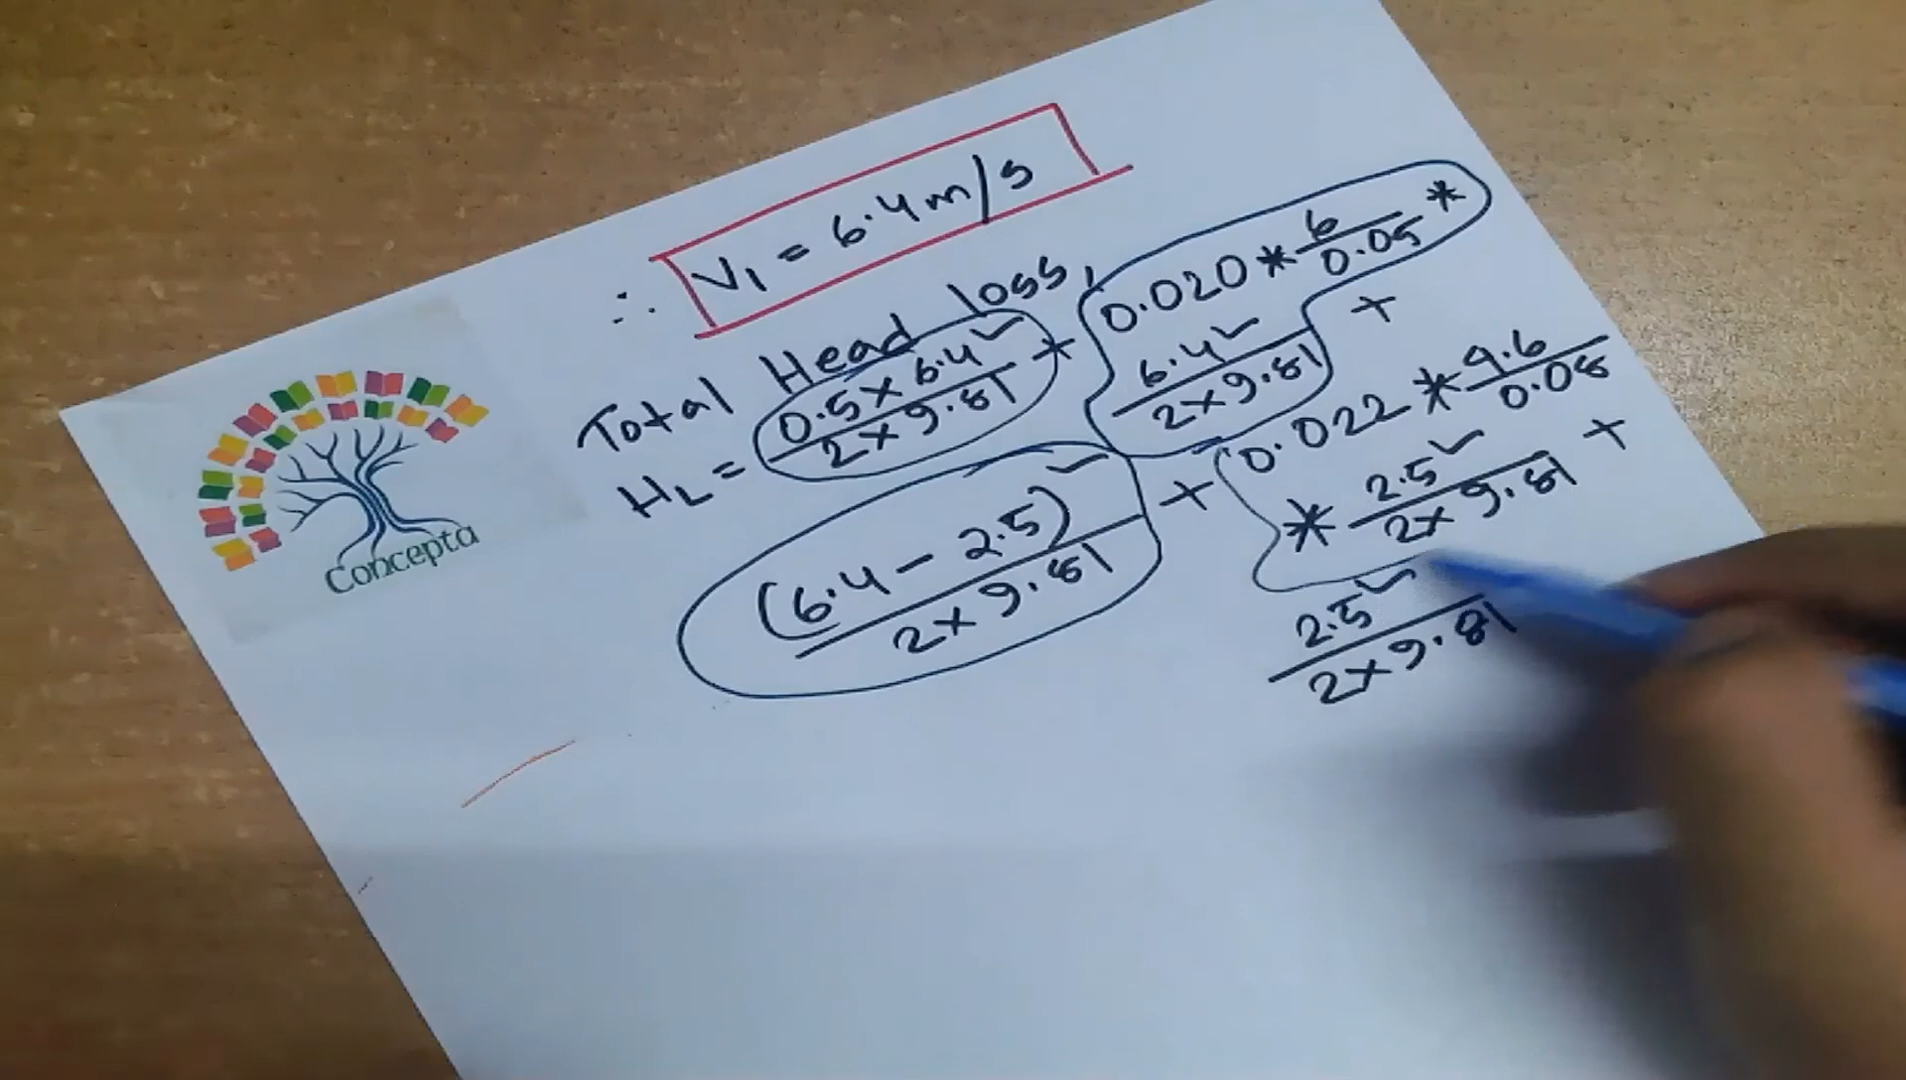 ∴ V1 = 6.4 m/s
Total Head loss,
HL = 0.5 x 6.4² / 2 x 9.81 + 0.020 * 6 / 0.05 *
6.4² / 2 x 9.81 +
(6.4 - 2.5)² / 2 x 9.81 + 0.022 * 9.6 / 0.08
* 2.5² / 2 x 9.81 +
2.5² / 2 x 9.81
Concepta